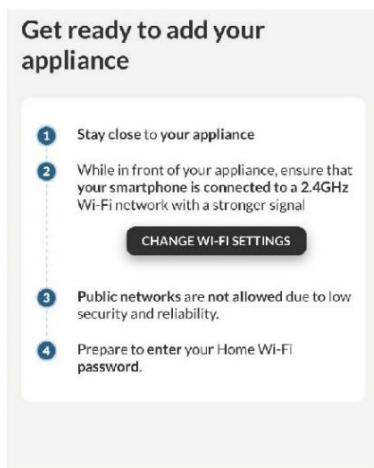 Get ready to add your
appliance
1 Stay close to your appliance
2 While in front of your appliance, ensure that
your smartphone is connected to a 2.4GHz
Wi-Fi network with a stronger signal
CHANGE WI-FI SETTINGS
3 Public networks are not allowed due to low
security and reliability.
4 Prepare to enter your Home Wi-Fi
password.